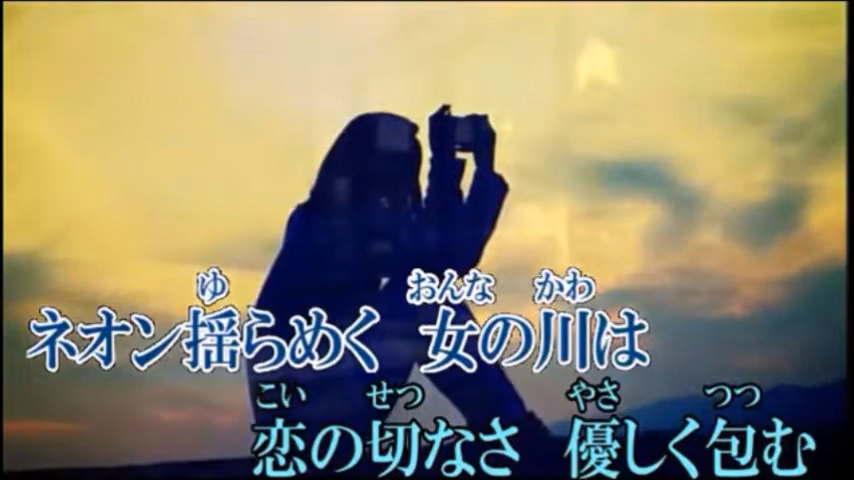 ゆ おんな かわ
ネオン揺らめく 女の川は
こい せつ やさ つつ
恋の切なさ 優しく包む